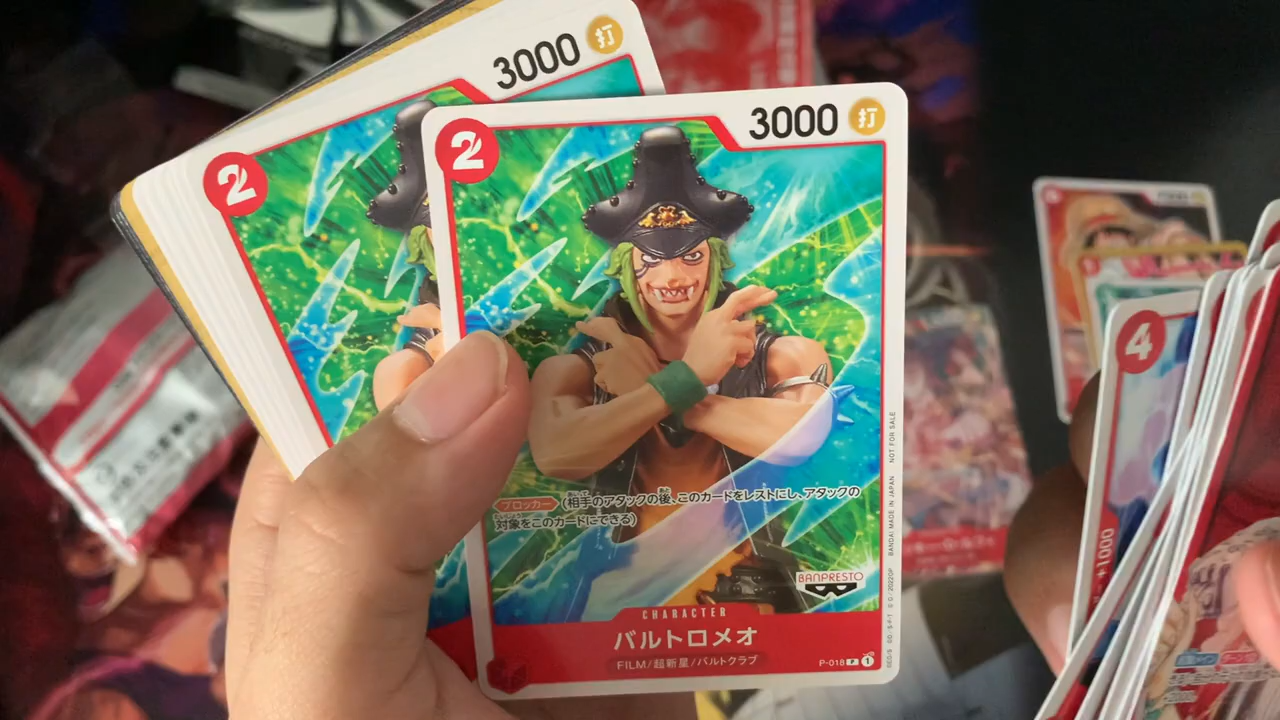 3000 打
2
3000 打
2
ブロッカー (相手のアタックの後、このカードをレストにし、アタックの
対象をこのカードにできる)
BANPRESTO
CHARACTER
バルトロメオ
FILM/超新星/バルトクラブ
P-018 P 1
BANDAI MADE IN JAPAN NOT FOR SALE
4
+1000